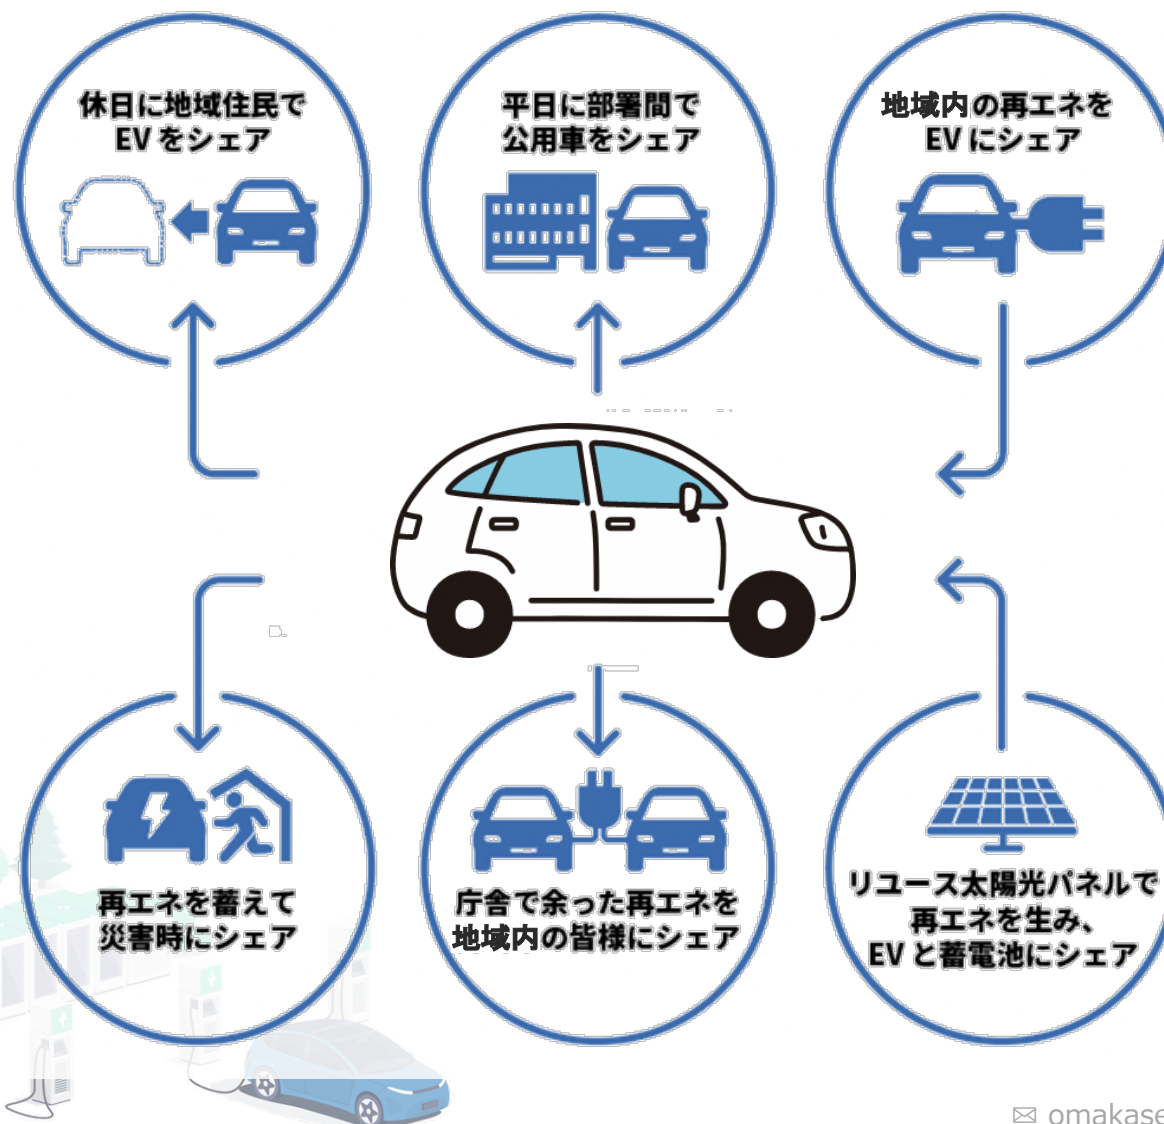 休日に地域住民で
EVをシェア
平日に部署間で
公用車をシェア
地域内の再エネを
EVにシェア
再エネを蓄えて
災害時にシェア
庁舎で余った再エネを
地域内の皆様にシェア
リユース太陽光パネルで
再エネを生み、
EVと蓄電池にシェア
omakase